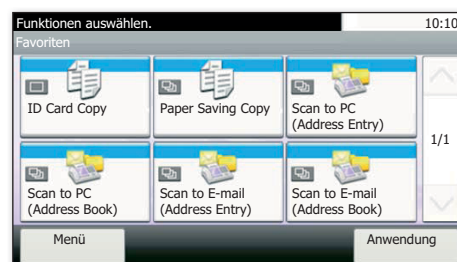 Funktionen auswählen.
10:10
Favoriten
ID Card Copy
Paper Saving Copy
Scan to PC
(Address Entry)
1/1
Scan to PC
(Address Book)
Scan to E-mail
(Address Entry)
Scan to E-mail
(Address Book)
Menü
Anwendung